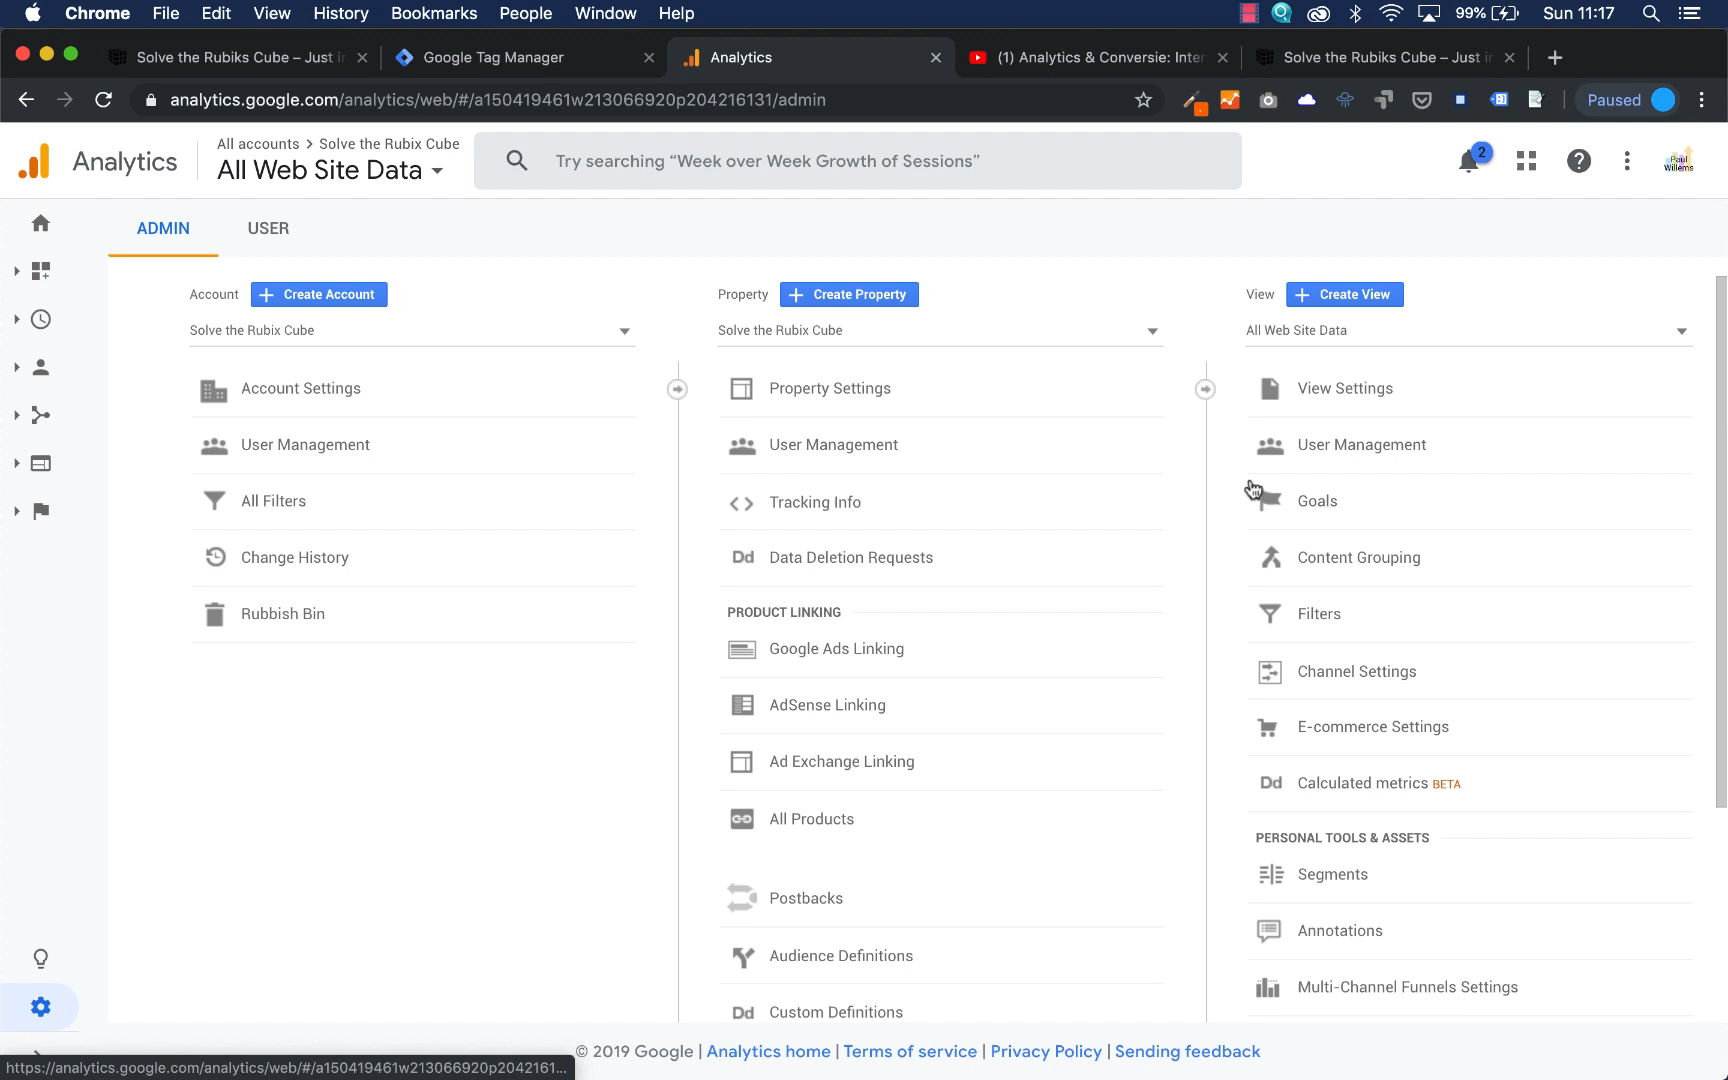 Chrome File Edit View History Bookmarks People Window Help 99% Sun 11:17
Solve the Rubiks Cube – Just in
Google Tag Manager
Analytics
(1) Analytics & Conversie: Inter
Solve the Rubiks Cube – Just in
analytics.google.com/analytics/web/#/a150419461w213066920p204216131/admin
Paused
Analytics
All accounts > Solve the Rubix Cube
All Web Site Data
Try searching “Week over Week Growth of Sessions”
2
Paul Willems
ADMIN USER
Account
Create Account
Solve the Rubix Cube
Account Settings
User Management
All Filters
Change History
Rubbish Bin
Property
Create Property
Solve the Rubix Cube
Property Settings
User Management
Tracking Info
Dd Data Deletion Requests
PRODUCT LINKING
Google Ads Linking
AdSense Linking
Ad Exchange Linking
All Products
Postbacks
Audience Definitions
Dd Custom Definitions
View
Create View
All Web Site Data
View Settings
User Management
Goals
Content Grouping
Filters
Channel Settings
E-commerce Settings
Dd Calculated metrics BETA
PERSONAL TOOLS & ASSETS
Segments
Annotations
Multi-Channel Funnels Settings
© 2019 Google | Analytics home | Terms of service | Privacy Policy | Sending feedback
https://analytics.google.com/analytics/web/#/a150419461w213066920p2042161...